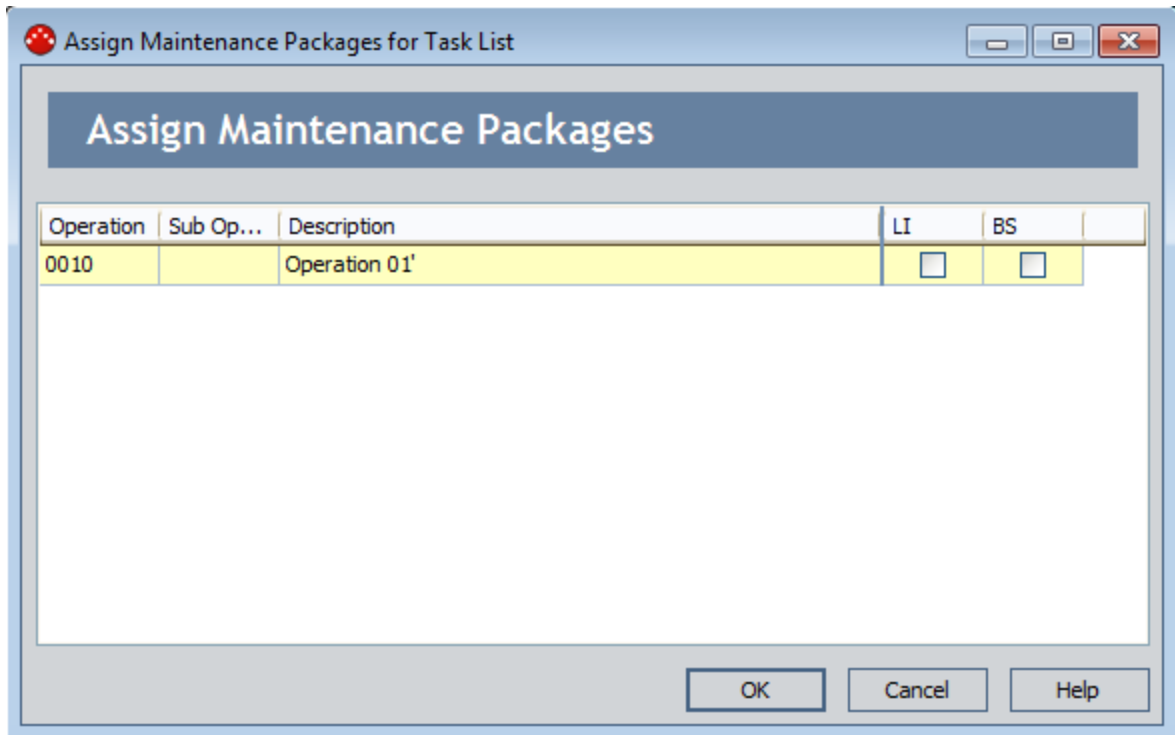 Assign Maintenance Packages for Task List
Assign Maintenance Packages
Operation Sub Op... Description LI BS
0010 Operation 01'
OK Cancel Help